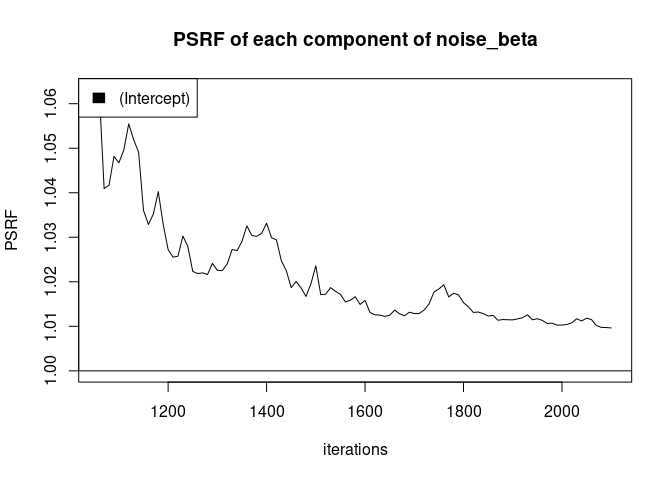 PSRF of each component of noise_beta
(Intercept)
PSRF
1.06
1.05
1.04
1.03
1.02
1.01
1.00
1200 1400 1600 1800 2000
iterations